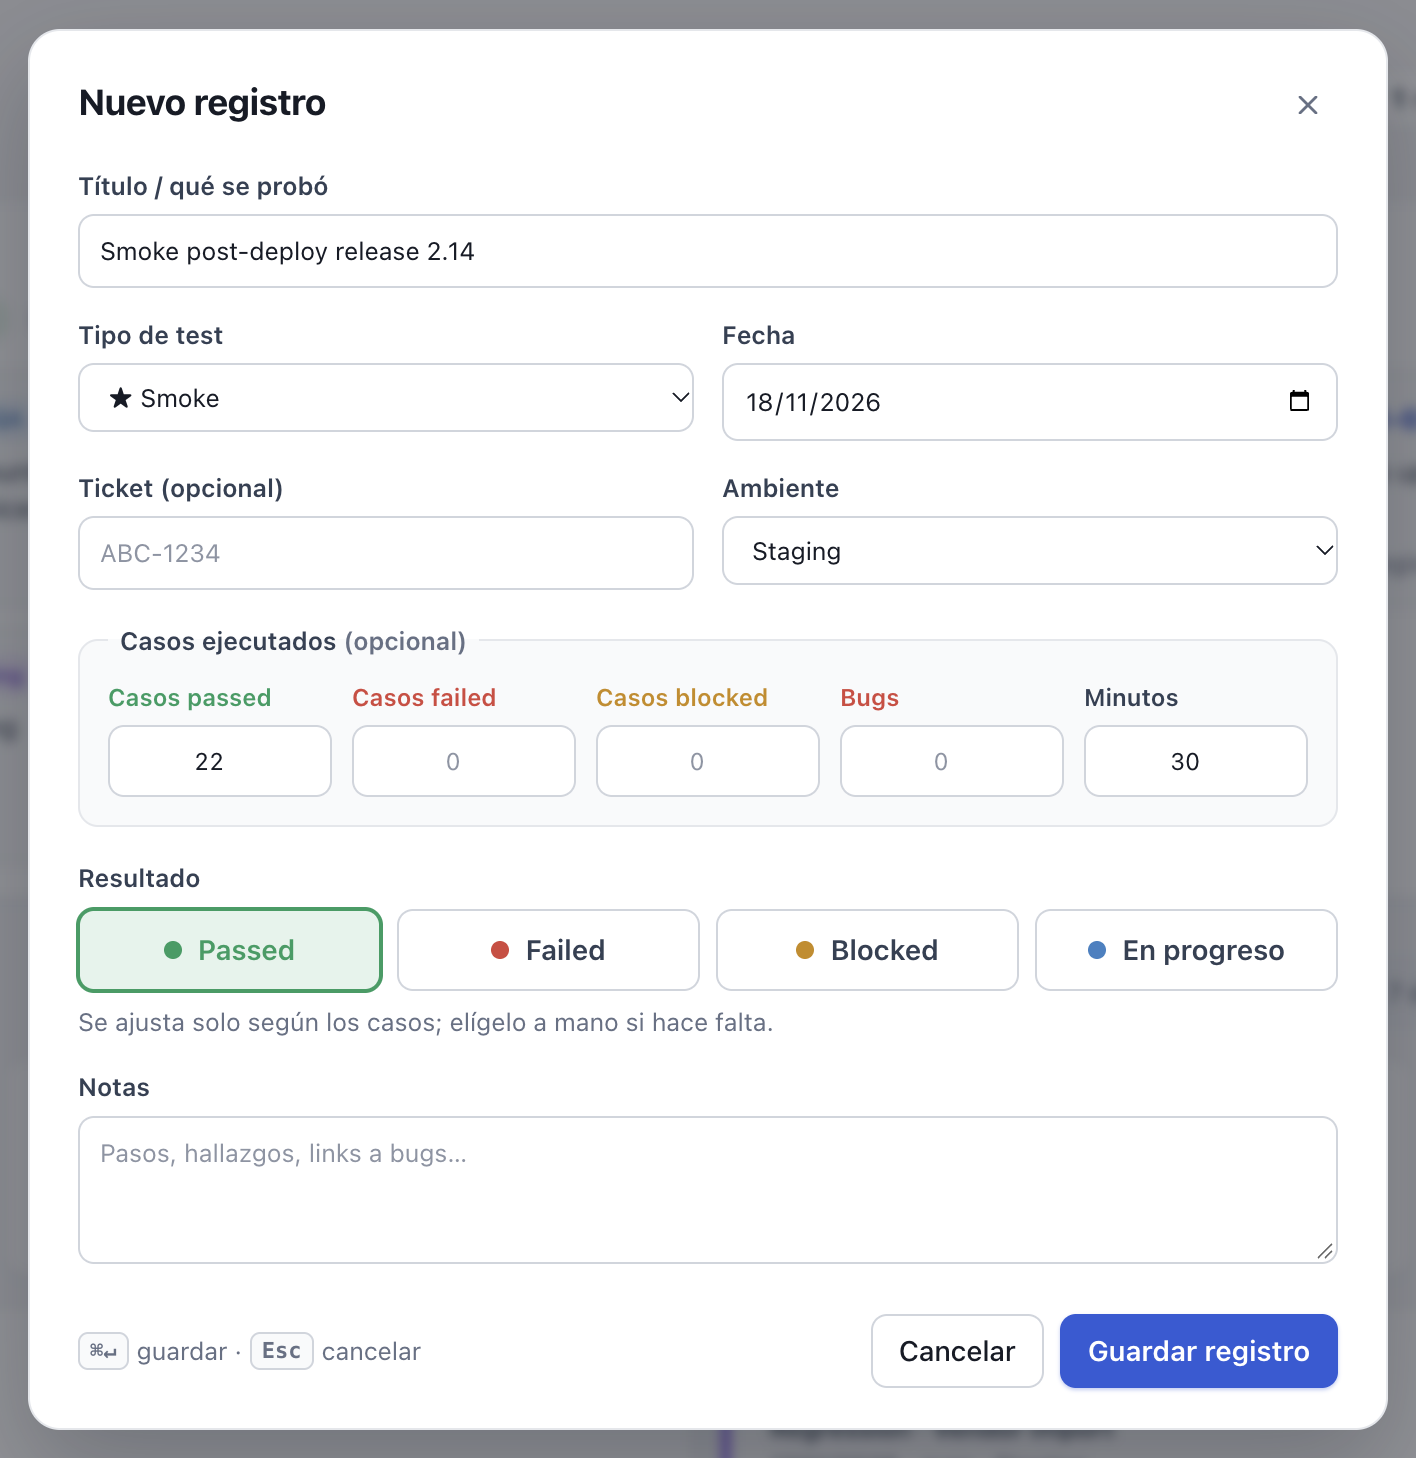 Nuevo registro
Título / qué se probó
Smoke post-deploy release 2.14
Tipo de test
Fecha
★ Smoke
18/11/2026
Ticket (opcional)
Ambiente
ABC-1234
Staging
Casos ejecutados (opcional)
Casos passed
Casos failed
Casos blocked
Bugs
Minutos
22
0
0
0
30
Resultado
Passed
Failed
Blocked
En progreso
Se ajusta solo según los casos; elígelo a mano si hace falta.
Notas
Pasos, hallazgos, links a bugs...
⌘↵ guardar · Esc cancelar
Cancelar
Guardar registro